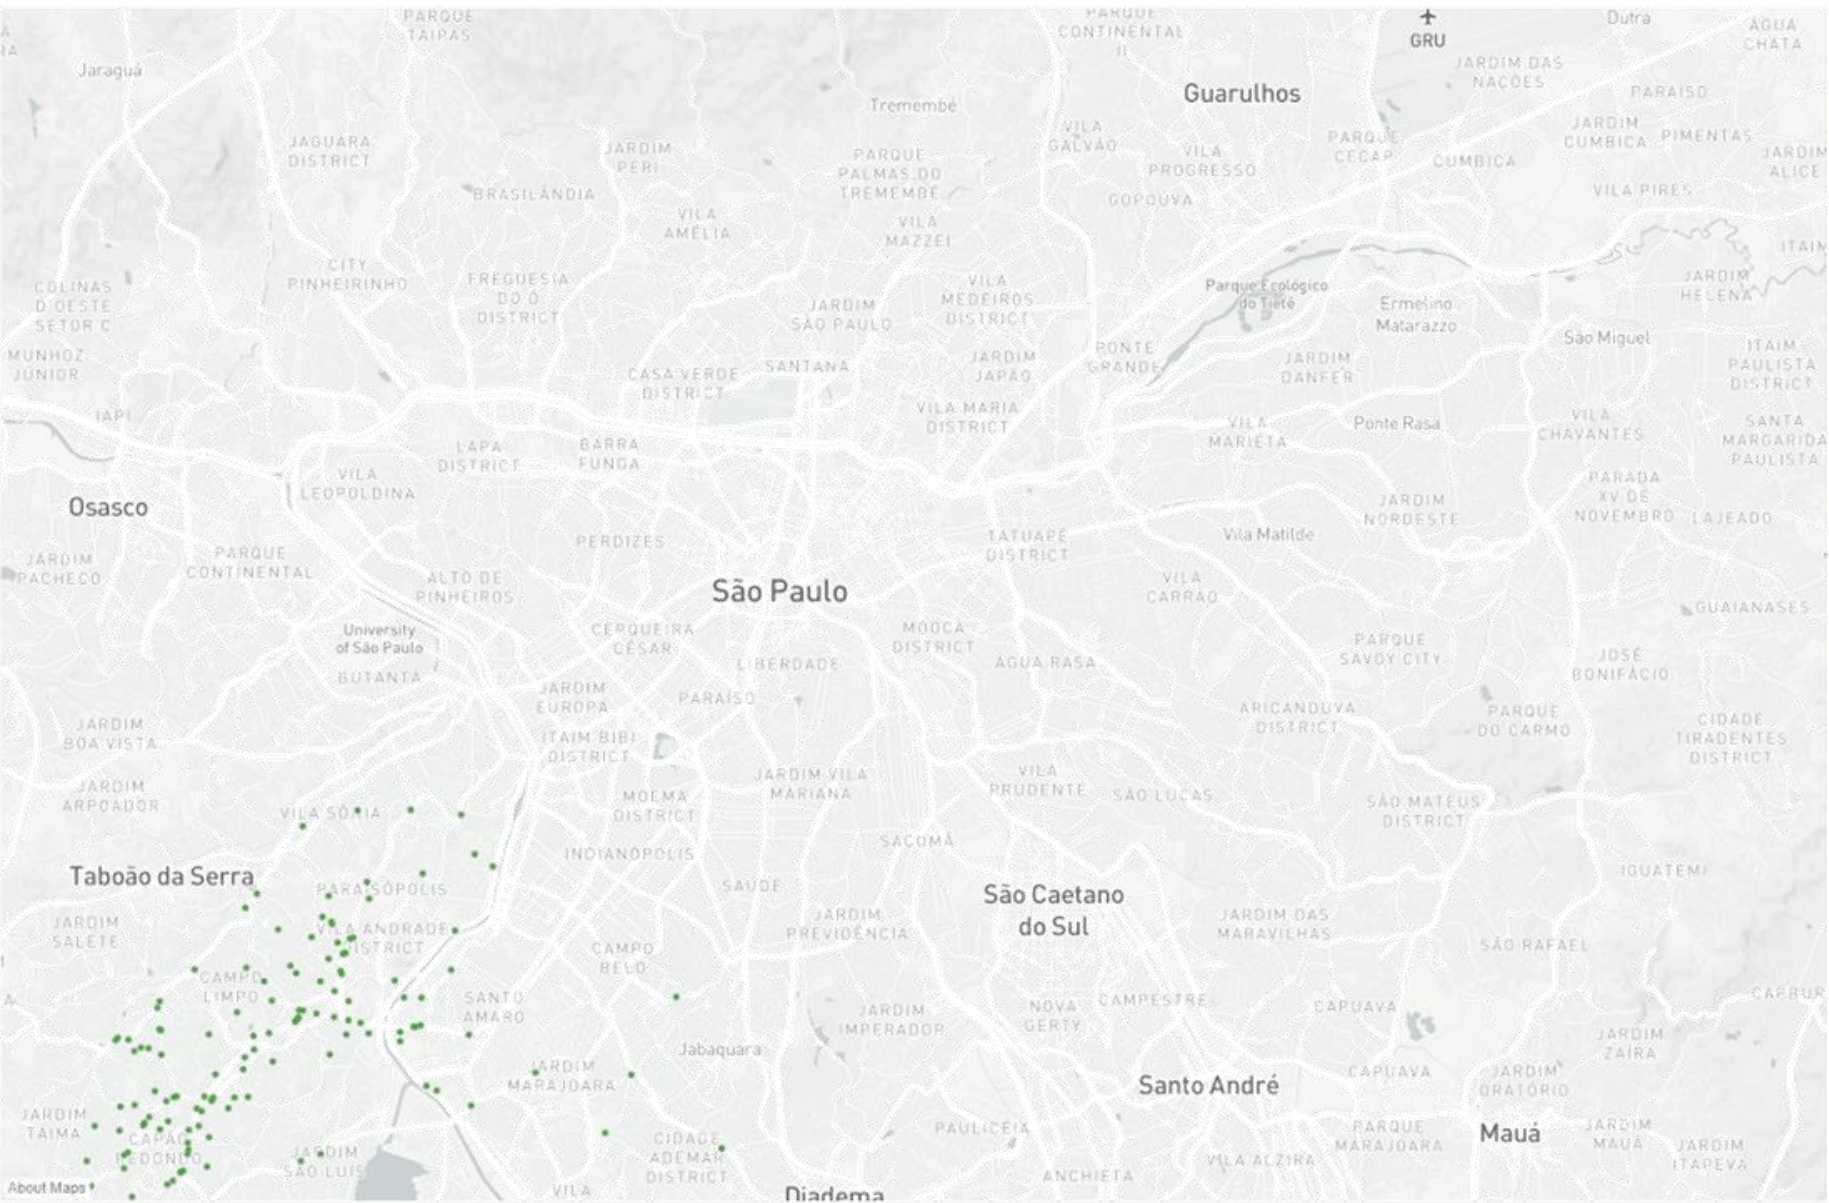 PARQUE
TAIPAS
PARQUE
CONTINENTAL
II
GRU
Dutra
ÁGUA
CHATA
Jaraguá
JARDIM DAS
NAÇÕES
Guarulhos
PARAÍSO
Tremembé
JAGUARA
DISTRICT
JARDIM
PERI
PARQUE
PALMAS DO
TREMEMBÉ
VILA
GALVÃO
VILA
PROGRESSO
PARQUE
CECAP
CUMBICA
JARDIM
CUMBICA
PIMENTAS
JARDIM
ALICE
BRASILÂNDIA
GOPOÚVA
VILA PIRES
VILA
AMÉLIA
VILA
MAZZEI
ITAIM
COLINAS
D'OESTE
SETOR C
CITY
PINHEIRINHO
FREGUESIA
DO Ó
DISTRICT
VILA
MEDEIROS
DISTRICT
JARDIM
SÃO PAULO
Parque Ecológico
do Tietê
Ermelino
Matarazzo
JARDIM
HELENA
São Miguel
MUNHOZ
JÚNIOR
CASA VERDE
DISTRICT
SANTANA
JARDIM
JAPÃO
PONTE
GRANDE
JARDIM
DANFER
ITAIM
PAULISTA
DISTRICT
IAPI
VILA MARIA
DISTRICT
VILA
MARIETA
Ponte Rasa
VILA
CHAVANTES
SANTA
MARGARIDA
PAULISTA
LAPA
DISTRICT
BARRA
FUNDA
VILA
LEOPOLDINA
Osasco
JARDIM
NORDESTE
PARADA
XV DE
NOVEMBRO
LAJEADO
PERDIZES
TATUAPÉ
DISTRICT
Vila Matilde
JARDIM
PACHECO
PARQUE
CONTINENTAL
ALTO DE
PINHEIROS
São Paulo
VILA
CARRÃO
GUAIANASES
University
of São Paulo
BUTANTÃ
CERQUEIRA
CÉSAR
LIBERDADE
MOOCA
DISTRICT
ÁGUA RASA
PARQUE
SAVOY CITY
JOSÉ
BONIFÁCIO
JARDIM
EUROPA
PARAÍSO
ARICANDUVA
DISTRICT
PARQUE
DO CARMO
CIDADE
TIRADENTES
DISTRICT
JARDIM
BOA VISTA
ITAIM BIBI
DISTRICT
JARDIM
ARPOADOR
VILA SÔNIA
MOEMA
DISTRICT
JARDIM VILA
MARIANA
VILA
PRUDENTE
SÃO LUCAS
SÃO MATEUS
DISTRICT
SACOMÃ
INDIANÓPOLIS
IGUATEMI
Taboão da Serra
PARAISÓPOLIS
SAÚDE
São Caetano
do Sul
JARDIM
SALETE
VILA ANDRADE
DISTRICT
JARDIM
PREVIDÊNCIA
JARDIM DAS
MARAVILHAS
SÃO RAFAEL
CAMPO
BELO
CAMPO
LIMPO
SANTO
AMARO
JARDIM
IMPERADOR
NOVA
GERTY
CAMPESTRE
CAPUAVA
JARDIM
ZAÍRA
Jabaquara
JARDIM
MARAJOARA
Santo André
CAPUAVA
JARDIM
ORATÓRIO
JARDIM
TAIMA
CAPÃO
REDONDO
JARDIM
SÃO LUÍS
CIDADE
ADEMAR
DISTRICT
PAULICÉIA
PARQUE
MARAJOARA
Mauá
JARDIM
MAUÁ
JARDIM
ITAPEVA
VILA ALZIRA
ANCHIETA
About Maps
VILA
Diadema